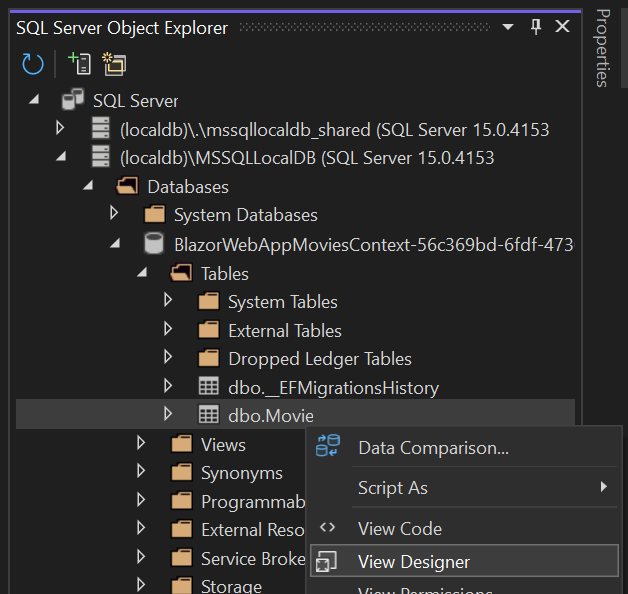 SQL Server Object Explorer
Properties
SQL Server
(localdb)\.\mssqllocaldb_shared (SQL Server 15.0.4153
(localdb)\MSSQLLocalDB (SQL Server 15.0.4153
Databases
System Databases
BlazorWebAppMoviesContext-56c369bd-6fdf-473
Tables
System Tables
External Tables
Dropped Ledger Tables
dbo.__EFMigrationsHistory
dbo.Movie
Views
Synonyms
Programmab
External Reso
Service Broke
Storage
Data Comparison...
Script As
View Code
View Designer
View Permissions